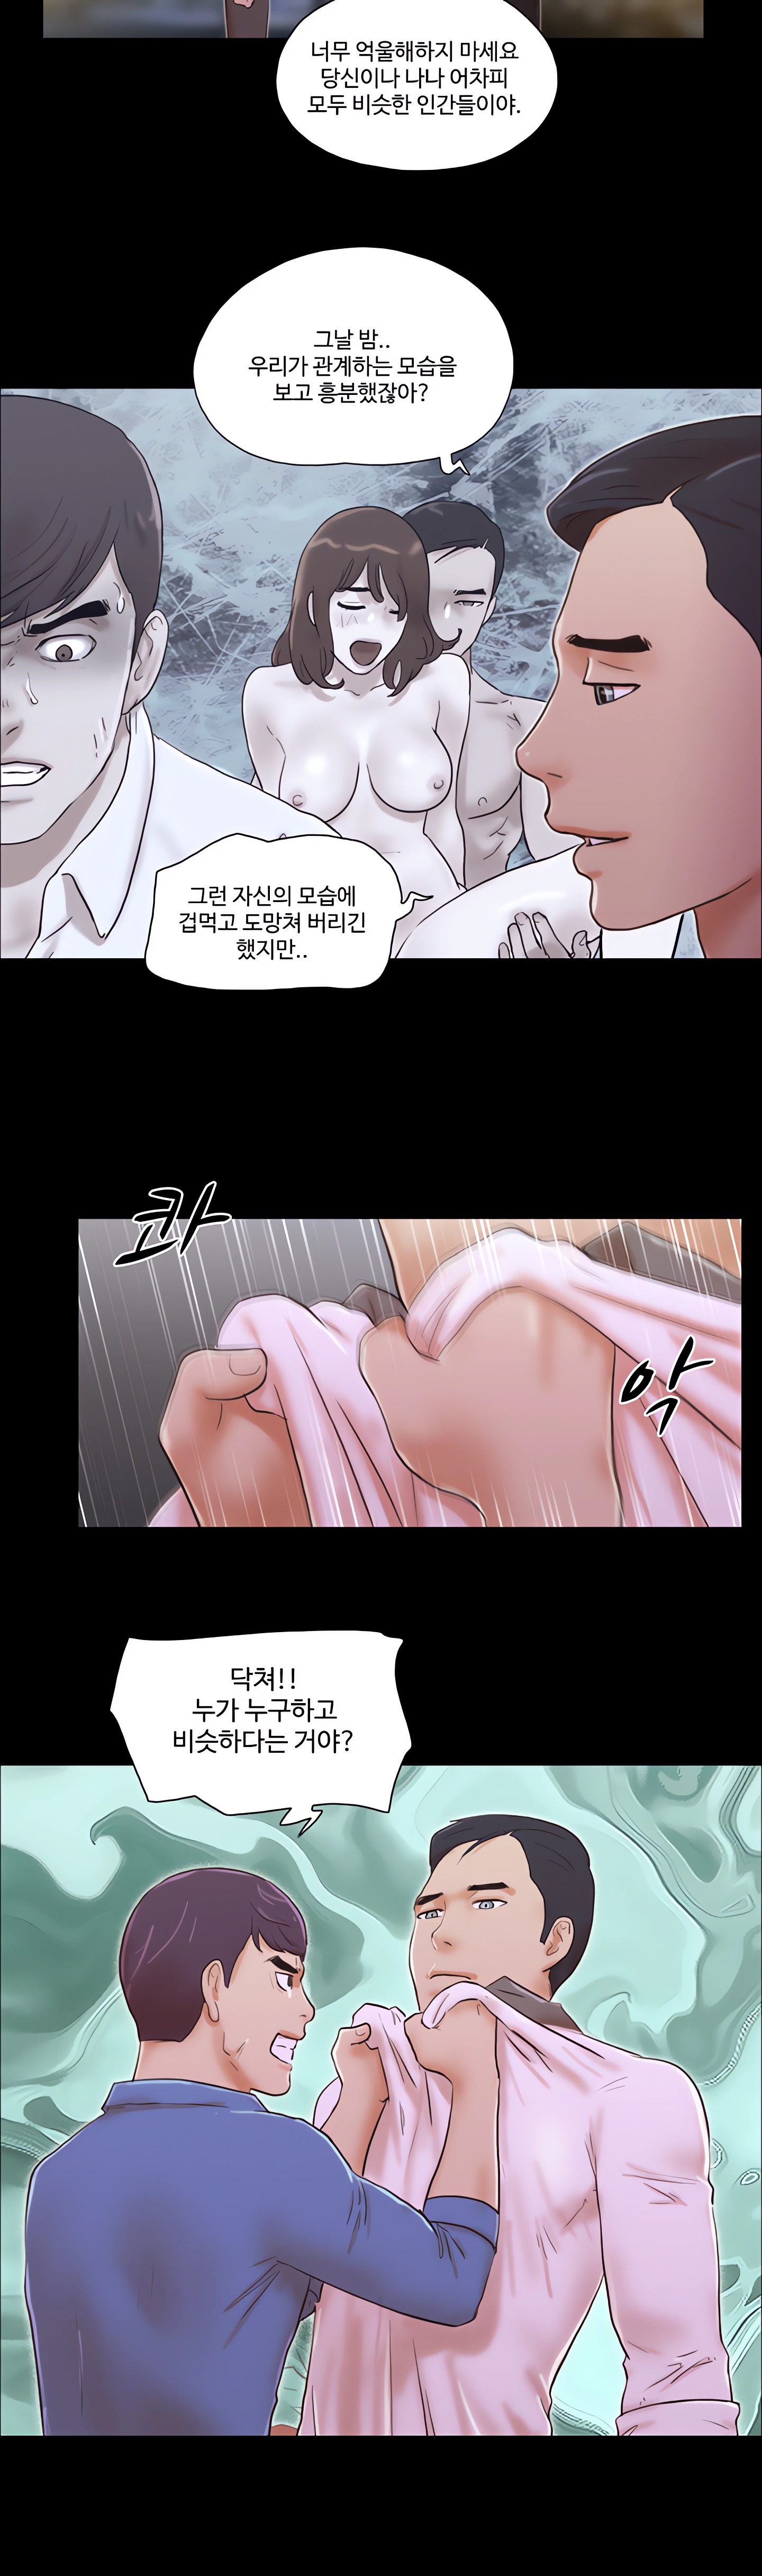 너무 억울해하지 마세요
당신이나 나나 어차피
모두 비슷한 인간들이야.
그날 밤..
우리가 관계하는 모습을
보고 흥분했잖아?
그런 자신의 모습에
겁먹고 도망쳐 버리긴
했지만..
콰
악
닥쳐!!
누가 누구하고
비슷하다는 거야?